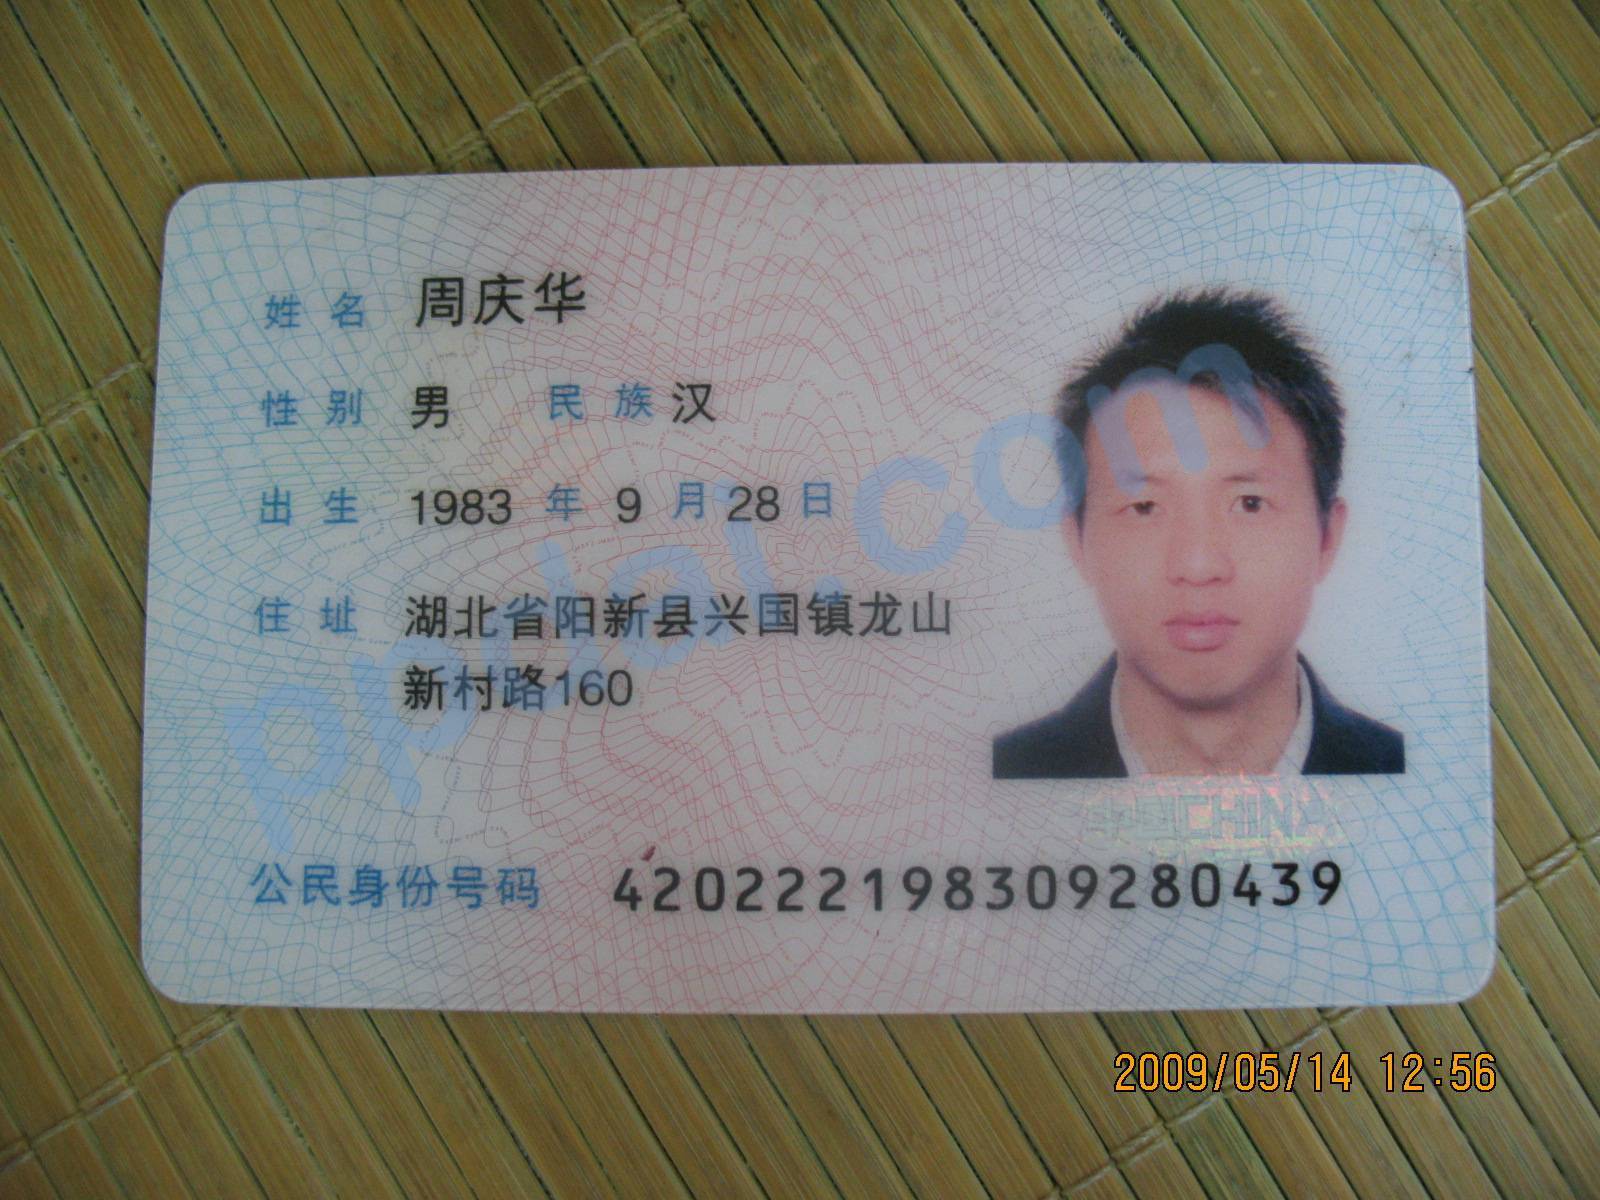 姓名 周庆华
性别 男 民族 汉
出生 1983 年 9 月 28 日
住址 湖北省阳新县兴国镇龙山
新村路160
ppdai.com
中国CHINA
公民身份号码 420222198309280439
2009/05/14 12:56